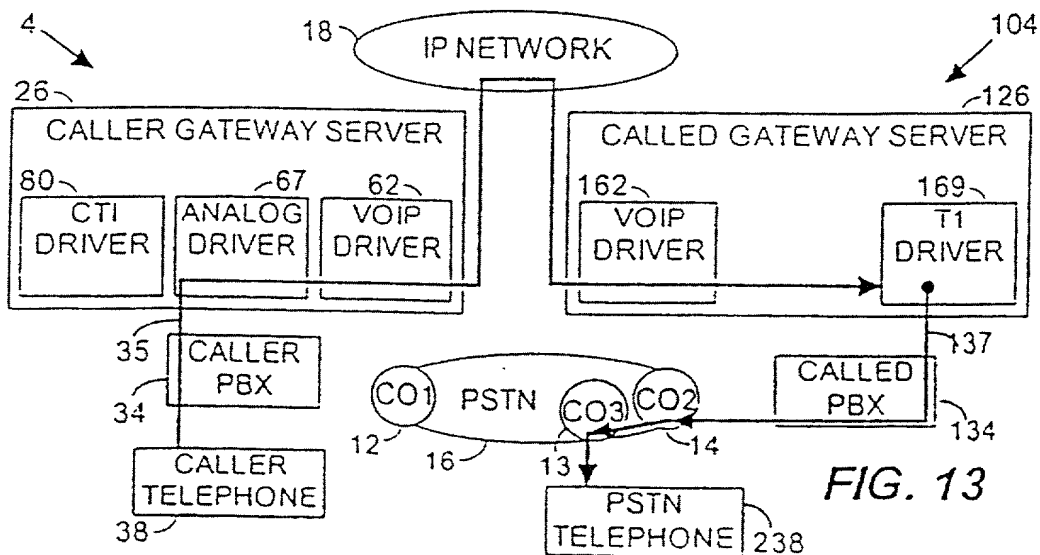 4
18
IP NETWORK
104
26
126
CALLER GATEWAY SERVER
CALLED GATEWAY SERVER
80
67
62
162
169
CTI
DRIVER
ANALOG
DRIVER
VOIP
DRIVER
VOIP
DRIVER
T1
DRIVER
35
137
CALLER
PBX
34
CO1
PSTN
CO3
CO2
CALLED
PBX
12
16
13
14
134
CALLER
TELEPHONE
38
PSTN
TELEPHONE
238
FIG. 13